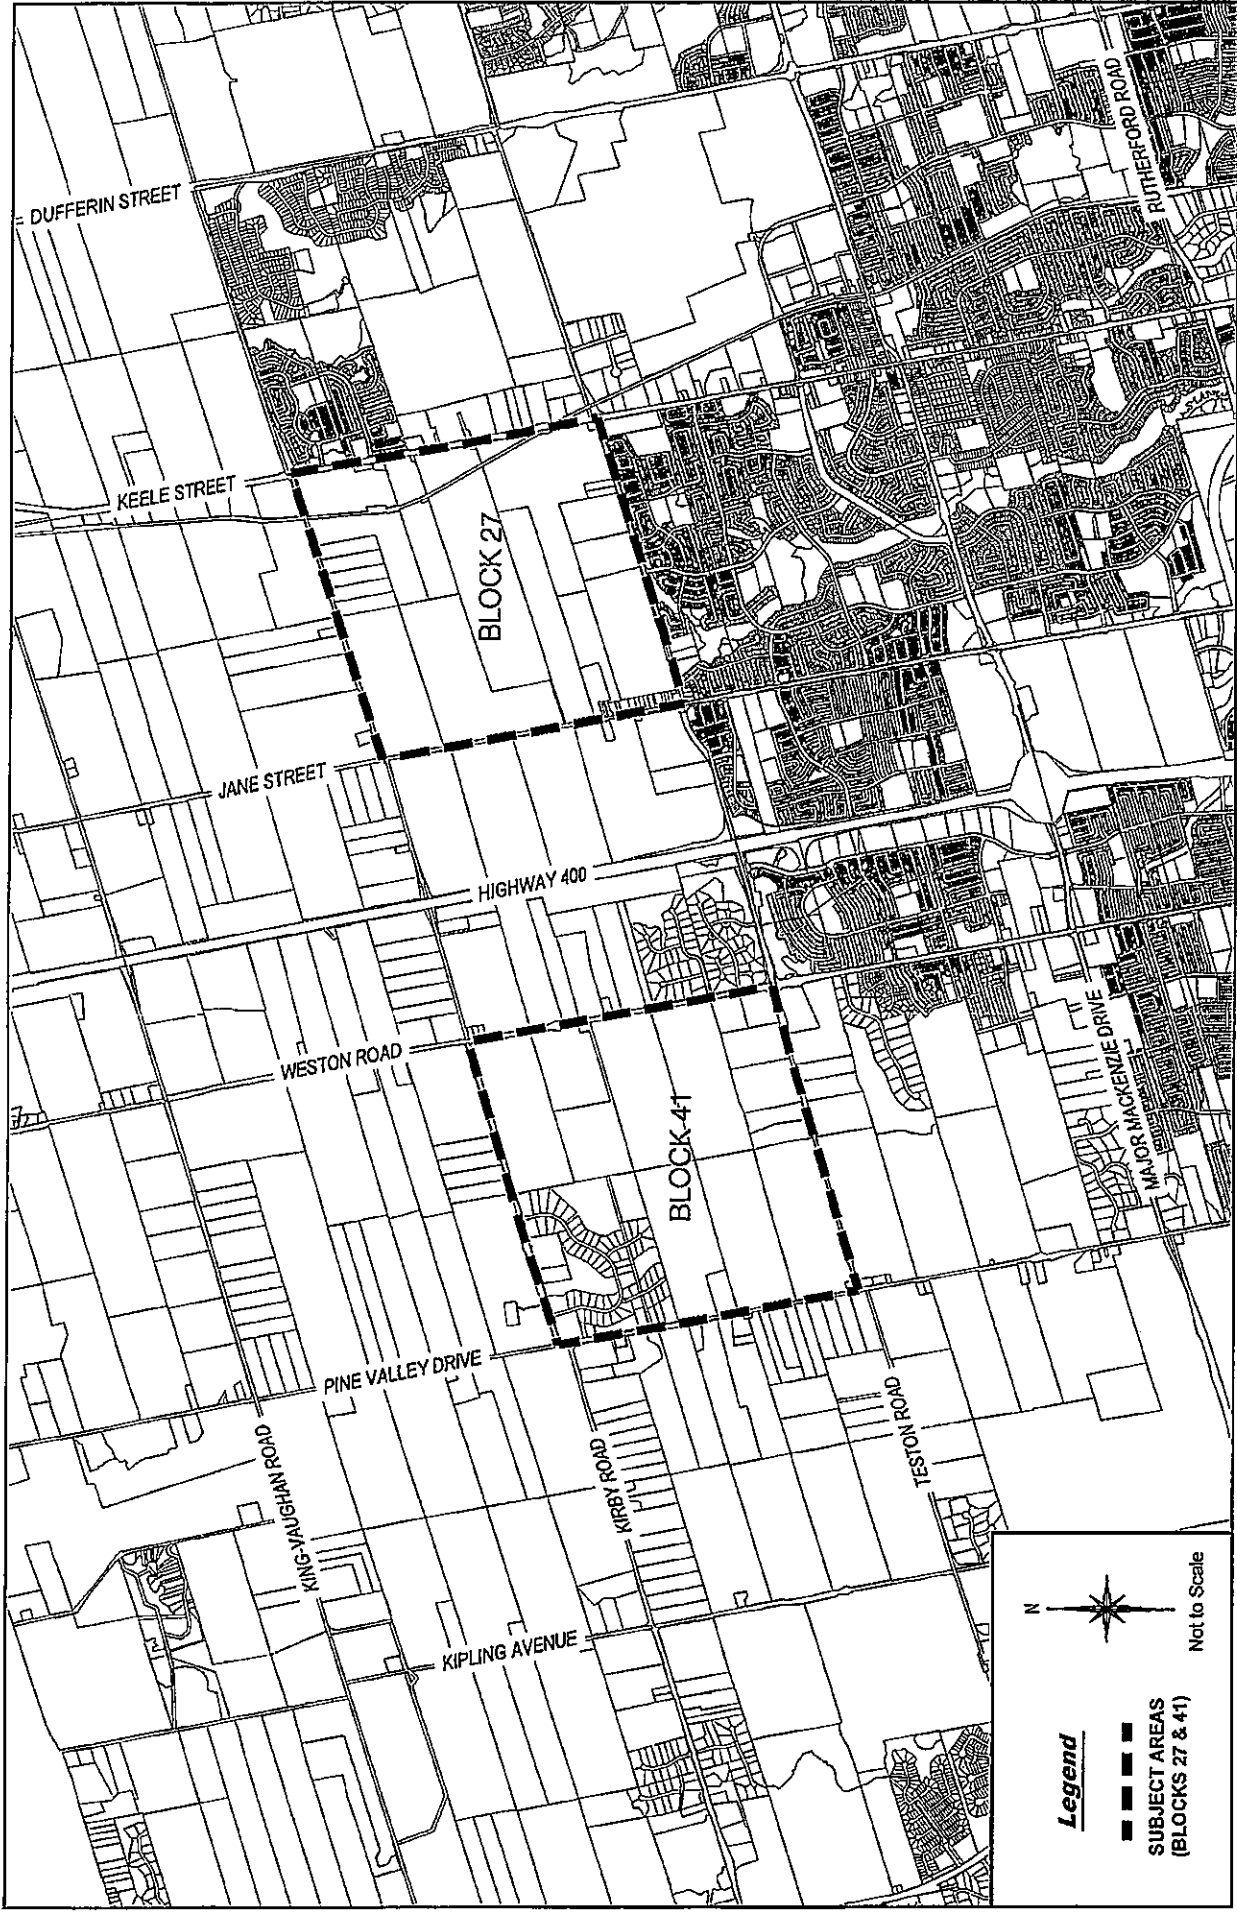 DUFFERIN STREET
KEELE STREET
JANE STREET
HIGHWAY 400
WESTON ROAD
PINE VALLEY DRIVE
KIPLING AVENUE
KING-VAUGHAN ROAD
KIRBY ROAD
TESTON ROAD
MAJOR MACKENZIE DRIVE
RUTHERFORD ROAD
BLOCK 27
BLOCK 41
Legend
SUBJECT AREAS
(BLOCKS 27 & 41)
N
Not to Scale